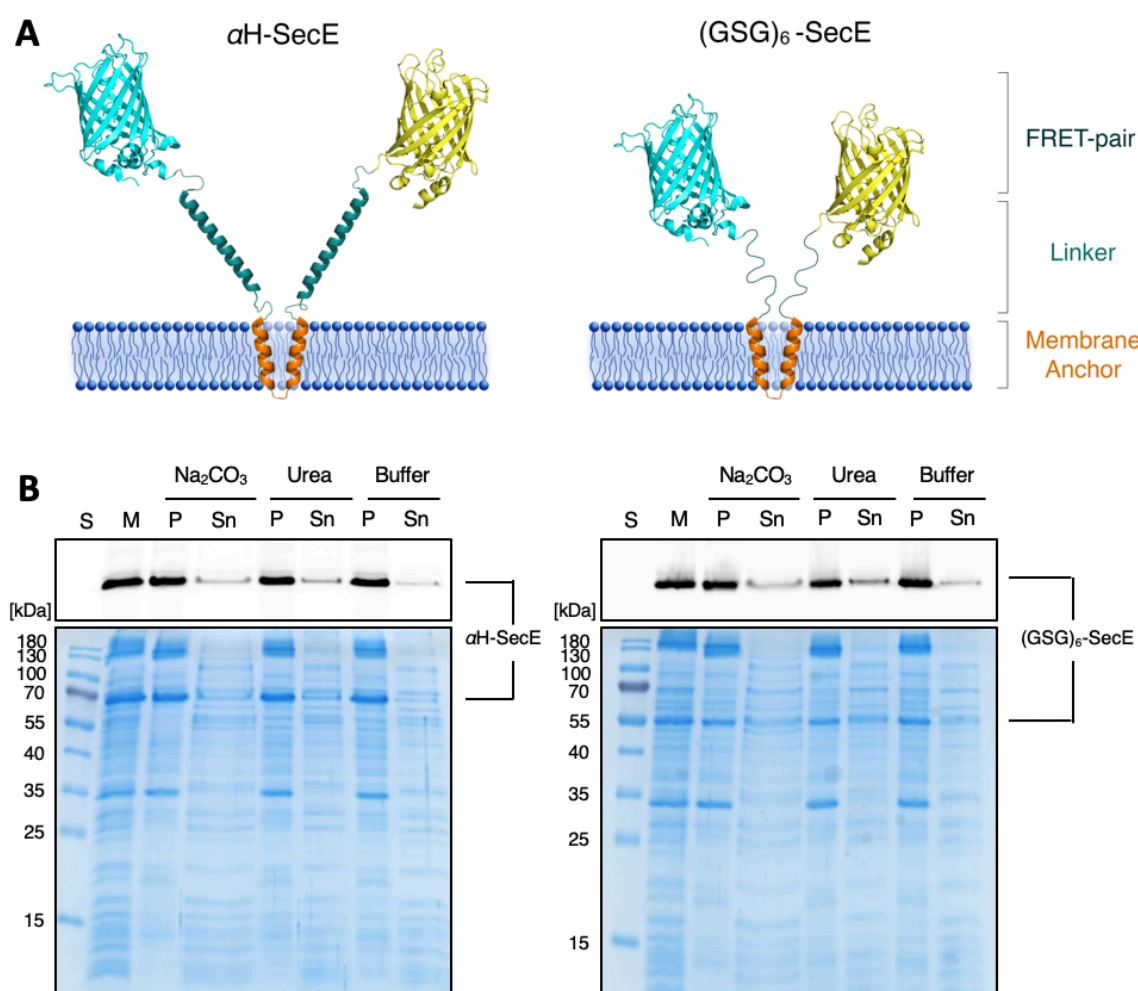 A
αH-SecE
(GSG)₆-SecE
FRET-pair
Linker
Membrane
Anchor
B
Na₂CO₃ Urea Buffer
S M P Sn P Sn P Sn
[kDa]
αH-SecE
180
130
100
70
55
40
35
25
15
Na₂CO₃ Urea Buffer
S M P Sn P Sn P Sn
[kDa]
(GSG)₆-SecE
180
130
100
70
55
40
35
25
15